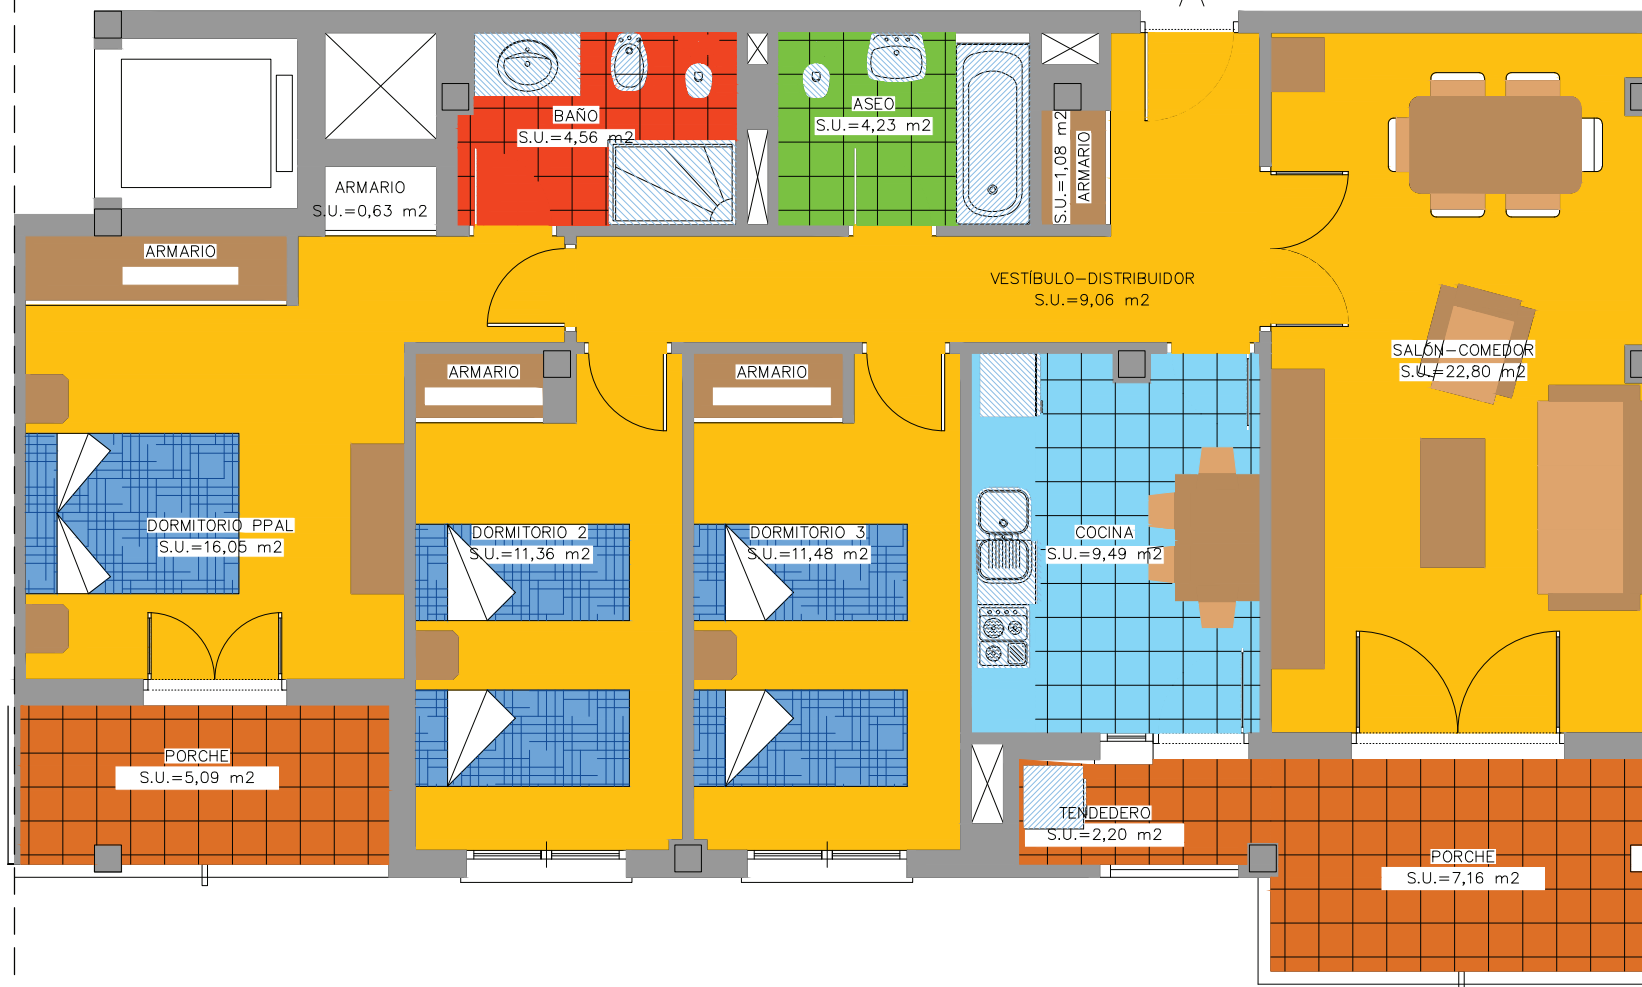 BAÑO
S.U.=4,56 m2
ASEO
S.U.=4,23 m2
S.U.=1,08 m2
ARMARIO
ARMARIO
S.U.=0,63 m2
ARMARIO
VESTÍBULO-DISTRIBUIDOR
S.U.=9,06 m2
SALÓN-COMEDOR
S.U.=22,80 m2
ARMARIO
ARMARIO
DORMITORIO PPAL
S.U.=16,05 m2
DORMITORIO 2
S.U.=11,36 m2
DORMITORIO 3
S.U.=11,48 m2
COCINA
S.U.=9,49 m2
PORCHE
S.U.=5,09 m2
TENDEDERO
S.U.=2,20 m2
PORCHE
S.U.=7,16 m2